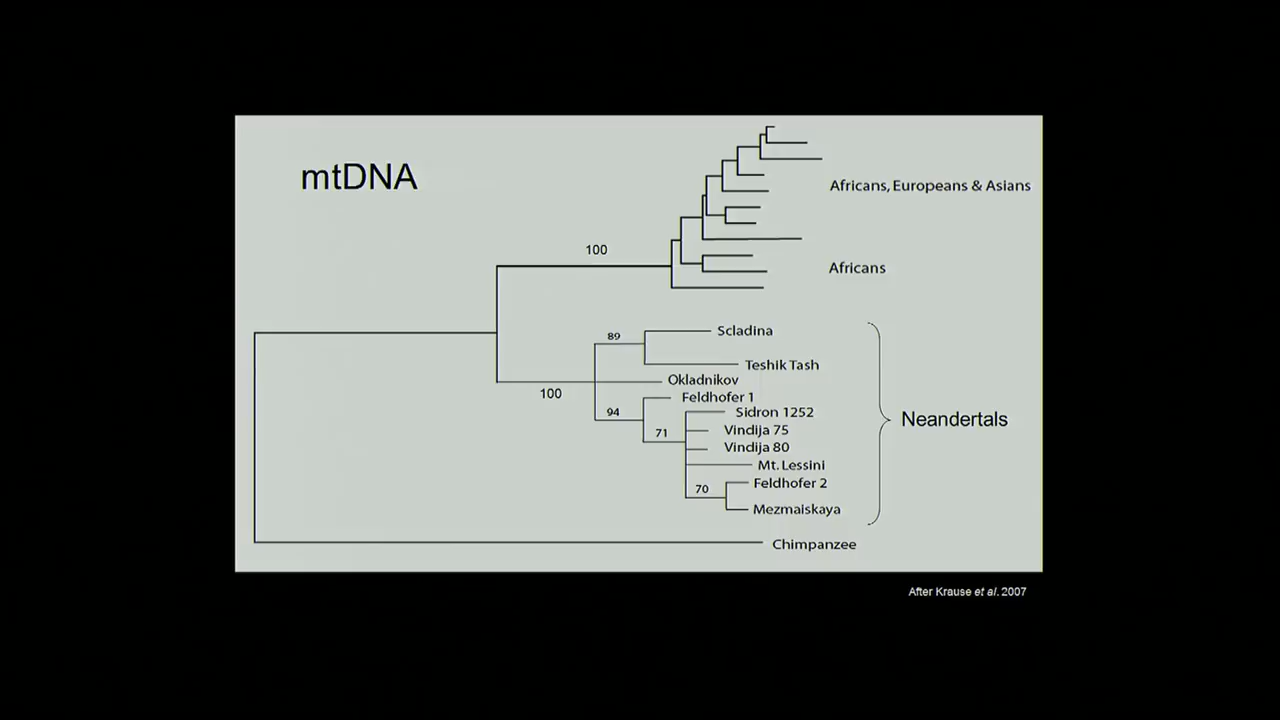 mtDNA
Africans, Europeans & Asians
100
Africans
Scladina
89
Teshik Tash
Okladnikov
100
Feldhofer 1
94
Sidron 1252
Neandertals
Vindija 75
71
Vindija 80
Mt. Lessini
Feldhofer 2
70
Mezmaiskaya
Chimpanzee
After Krause et al. 2007